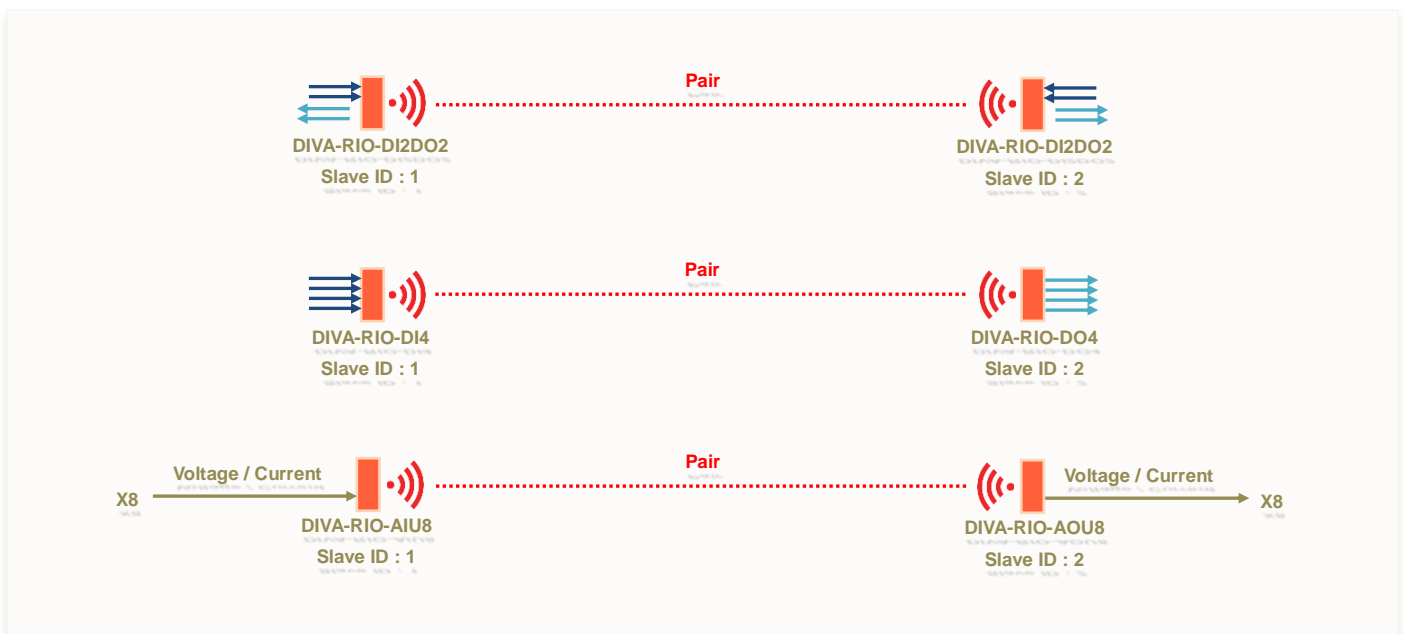 Pair
DIVA-RIO-DI2DO2
DIVA-RIO-DI2DO2
Slave ID : 1
Slave ID : 2
Pair
DIVA-RIO-DI4
DIVA-RIO-DO4
Slave ID : 1
Slave ID : 2
Pair
Voltage / Current
Voltage / Current
X8
X8
DIVA-RIO-AIU8
DIVA-RIO-AOU8
Slave ID : 1
Slave ID : 2